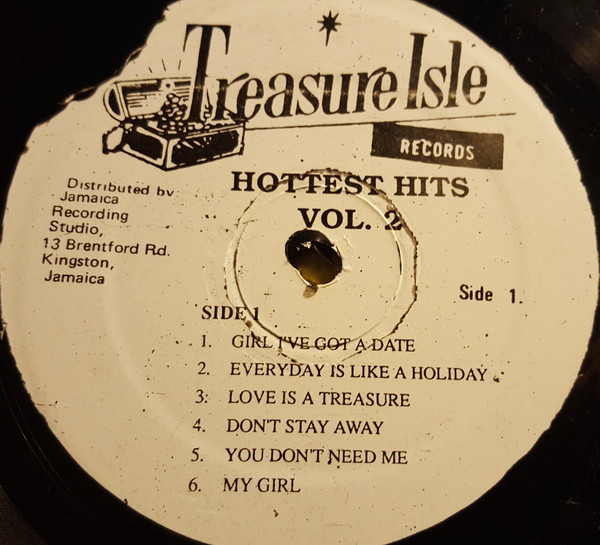 Treasure Isle
RECORDS
HOTTEST HITS
VOL. 2
Distributed by
Jamaica
Recording
Studio,
13 Brentford Rd.
Kingston,
Jamaica
Side 1.
SIDE 1
1. GIRL I'VE GOT A DATE
2. EVERYDAY IS LIKE A HOLIDAY
3. LOVE IS A TREASURE
4. DON'T STAY AWAY
5. YOU DON'T NEED ME
6. MY GIRL